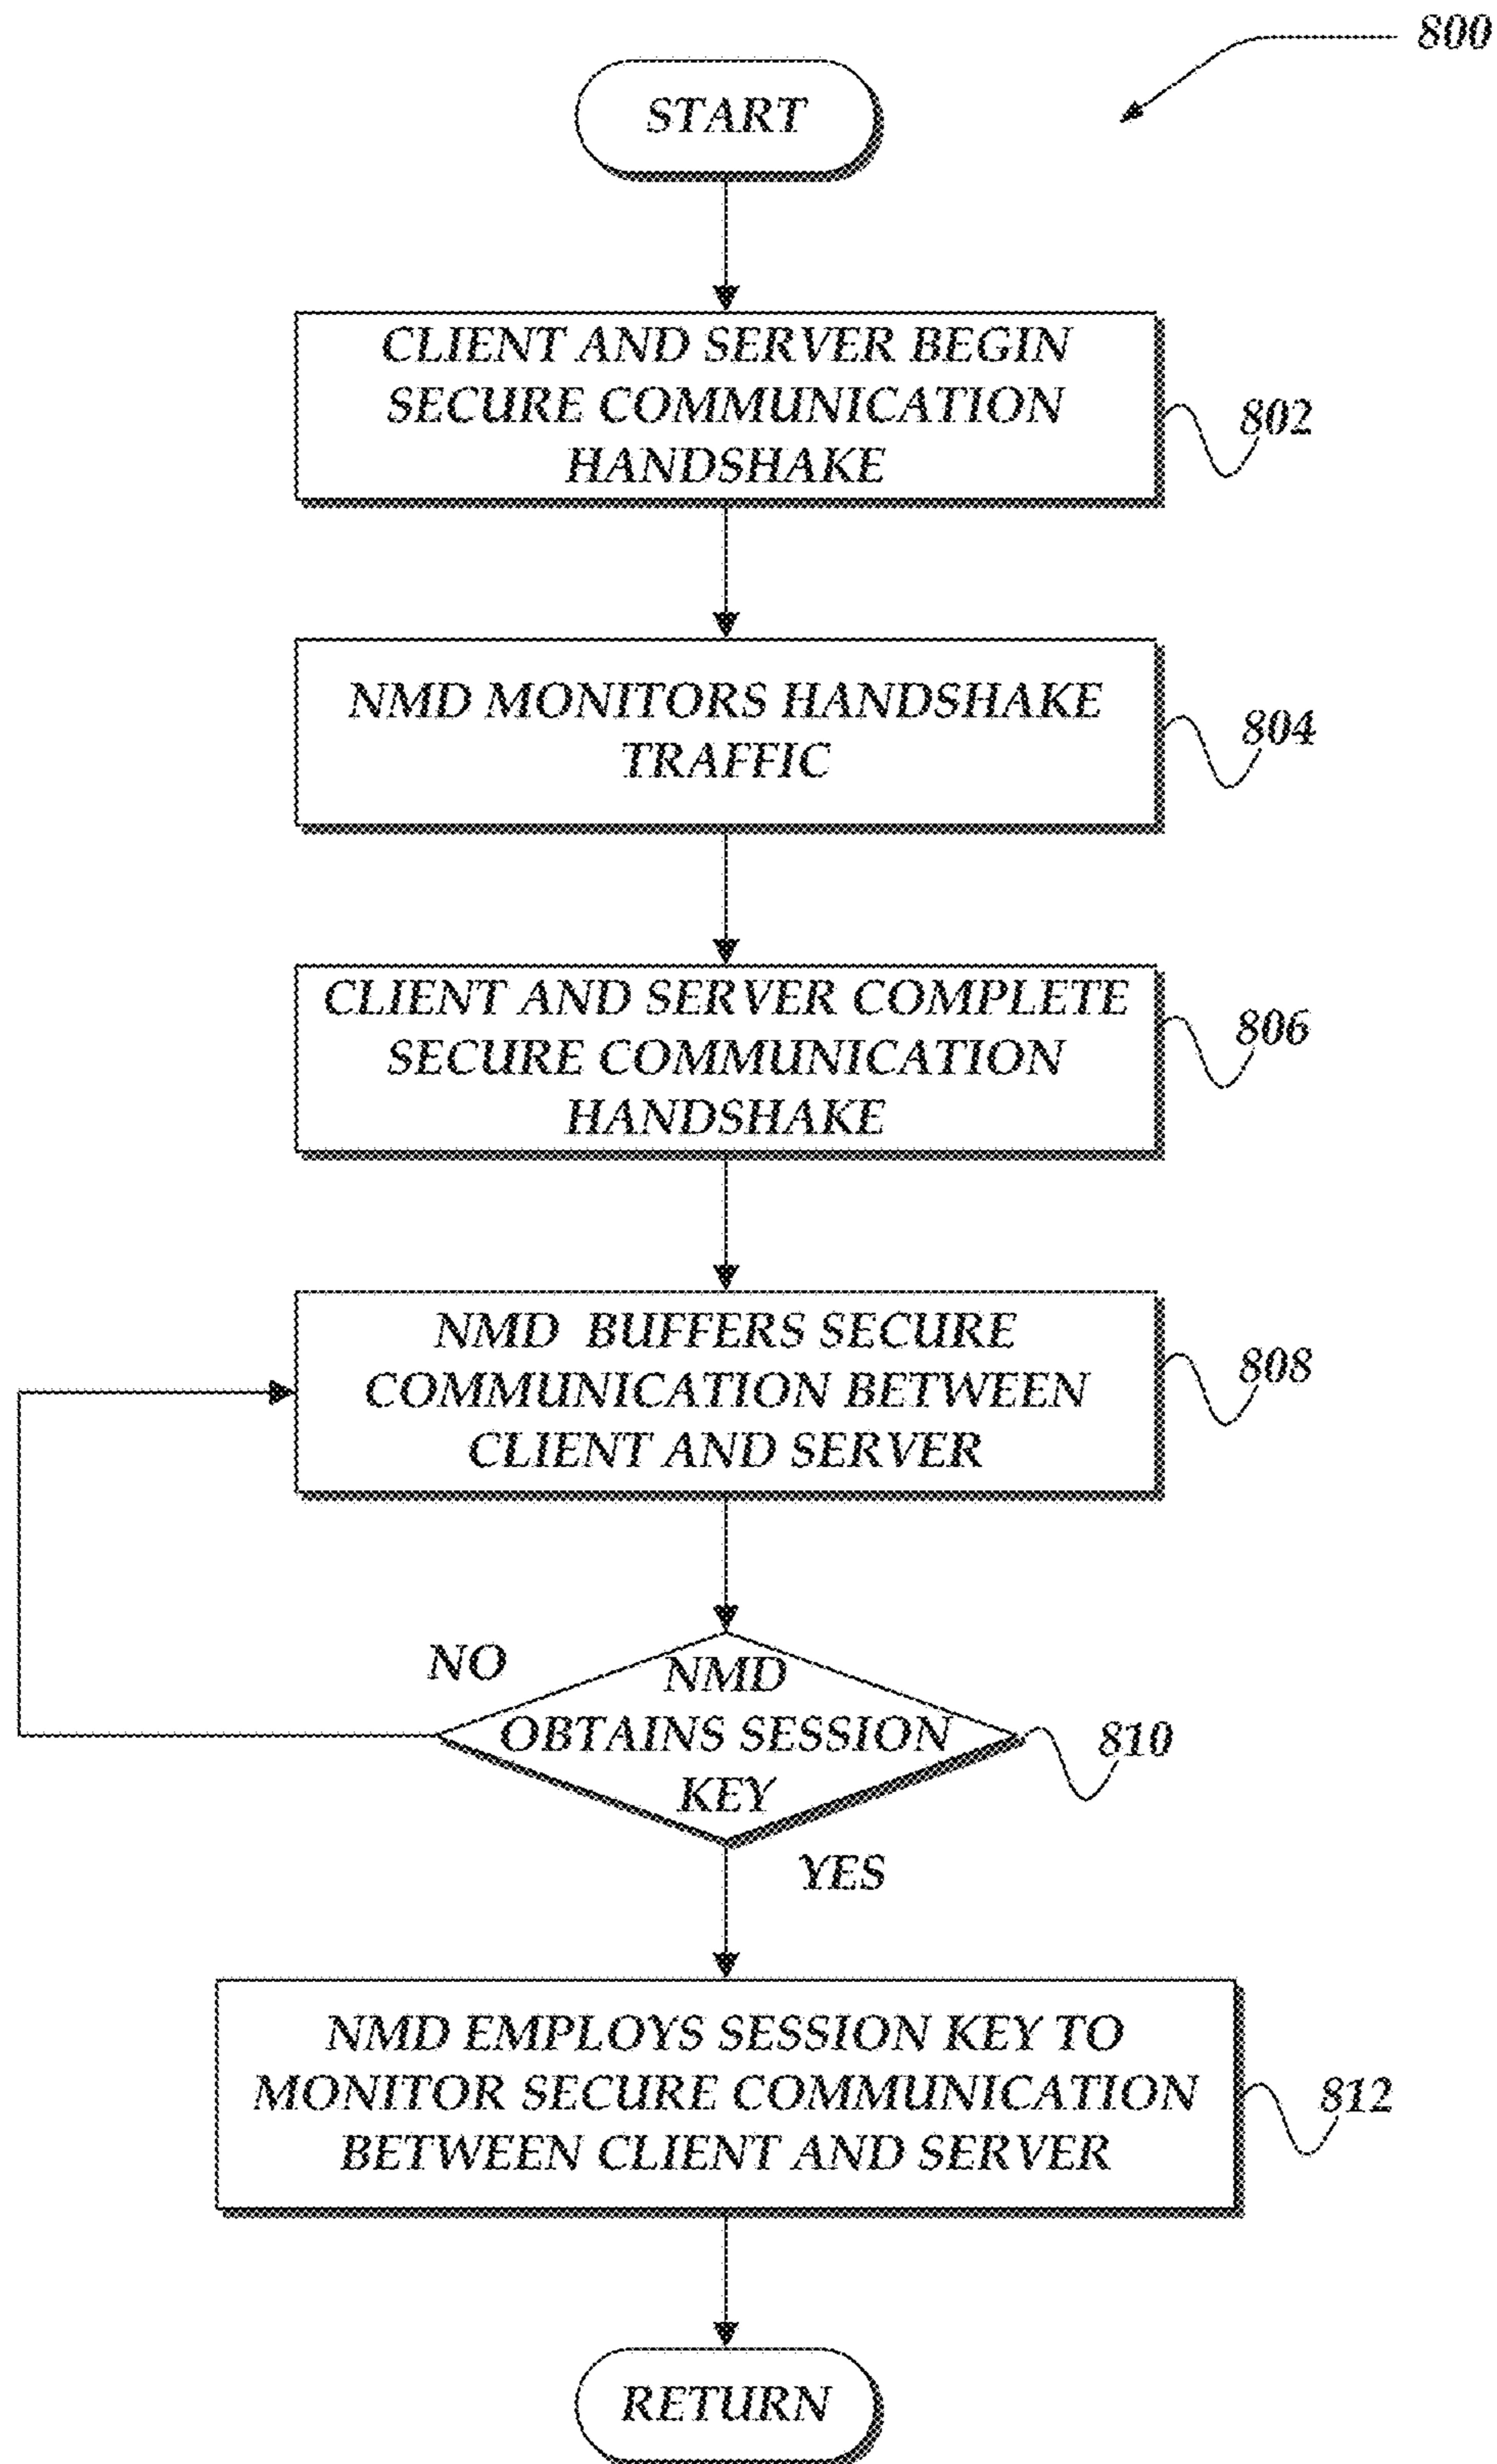 800
START
CLIENT AND SERVER BEGIN
SECURE COMMUNICATION
HANDSHAKE
802
NMD MONITORS HANDSHAKE
TRAFFIC
804
CLIENT AND SERVER COMPLETE
SECURE COMMUNICATION
HANDSHAKE
806
NMD BUFFERS SECURE
COMMUNICATION BETWEEN
CLIENT AND SERVER
808
NO
NMD
OBTAINS SESSION
KEY
810
YES
NMD EMPLOYS SESSION KEY TO
MONITOR SECURE COMMUNICATION
BETWEEN CLIENT AND SERVER
812
RETURN